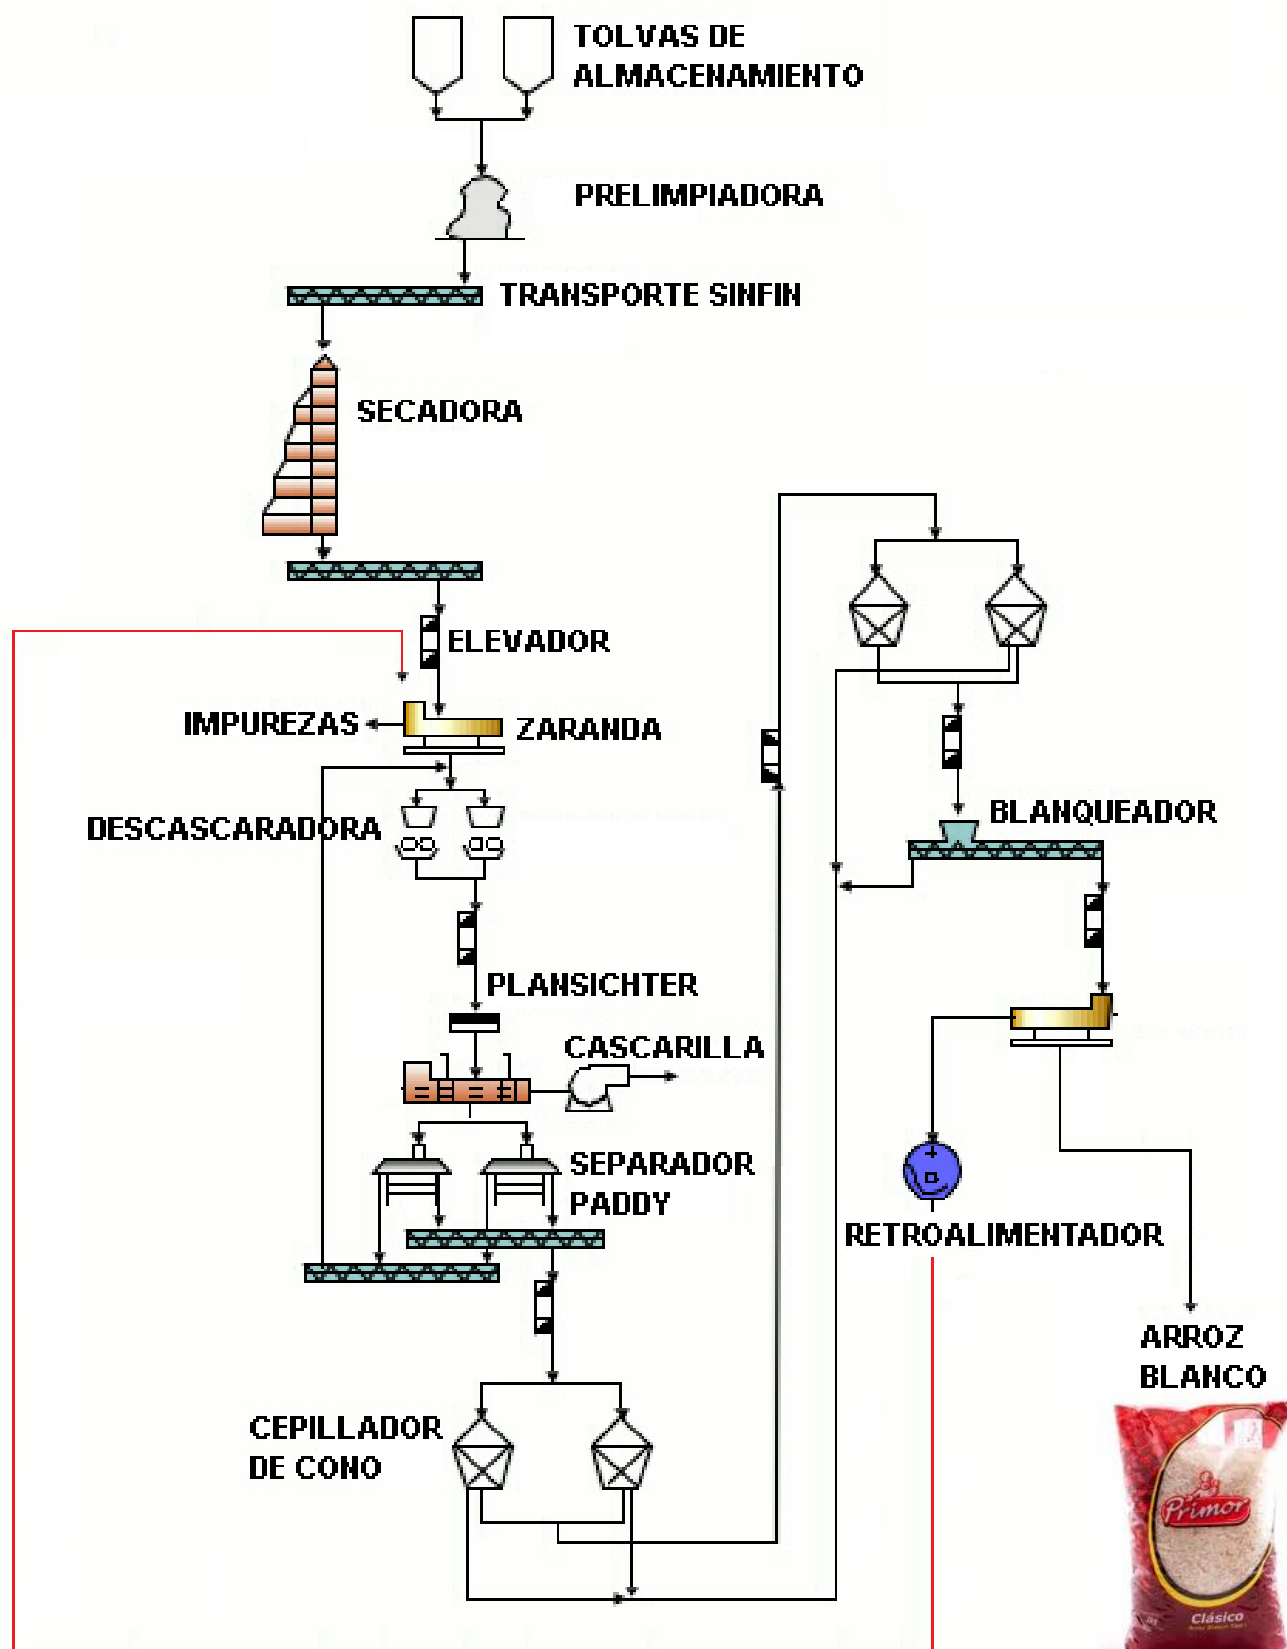 TOLVAS DE
ALMACENAMIENTO
PRELIMPIADORA
TRANSPORTE SINFIN
SECADORA
ELEVADOR
IMPUREZAS
ZARANDA
DESCASCARADORA
PLANSICHTER
CASCARILLA
SEPARADOR
PADDY
CEPILLADOR
DE CONO
BLANQUEADOR
RETROALIMENTADOR
ARROZ
BLANCO
Primor
Clásico